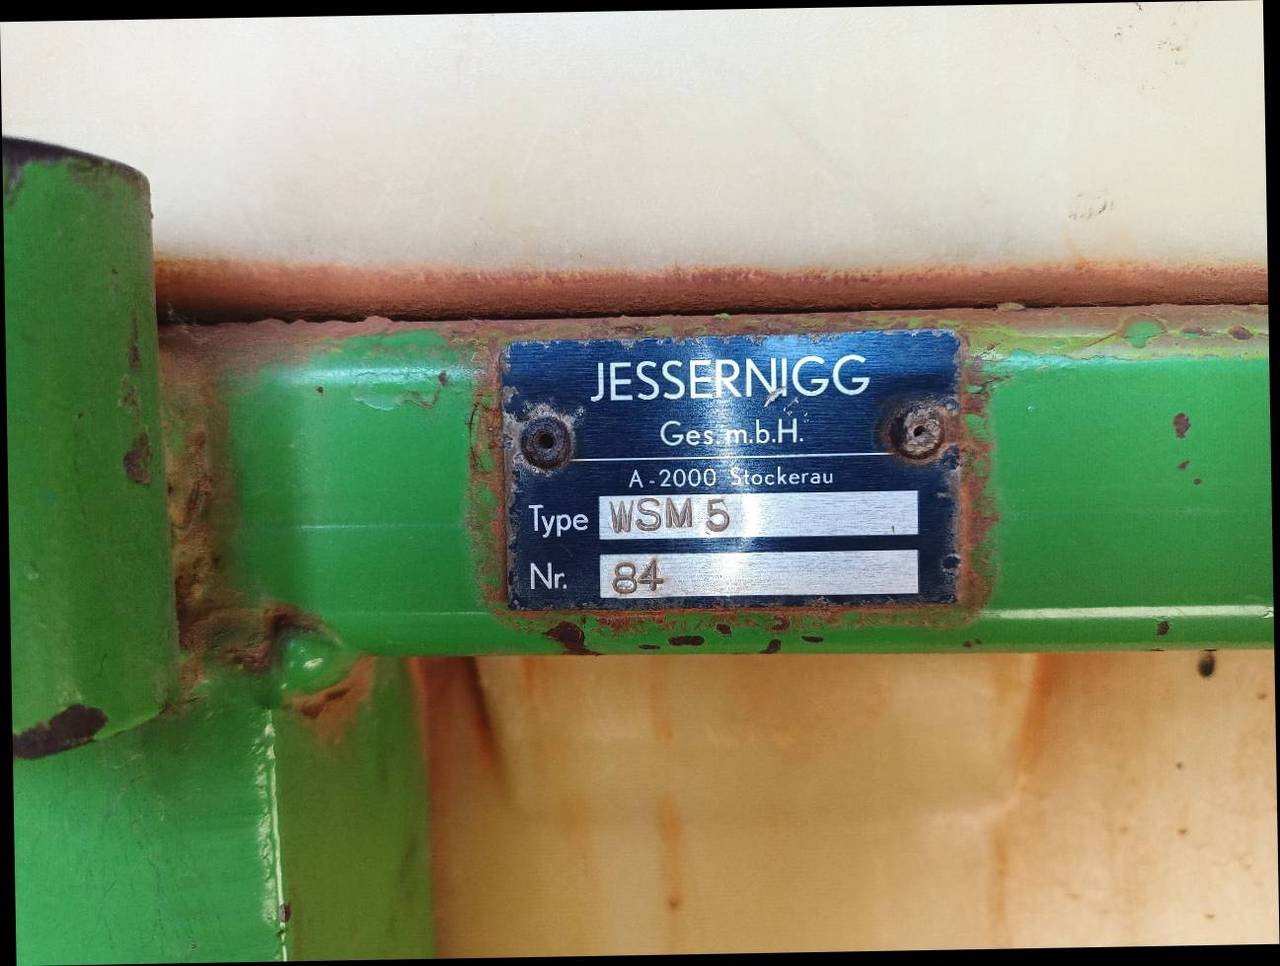 JESSERNIGG
Ges.m.b.H.
A-2000 Stockerau
Type WSM 5
Nr. 84